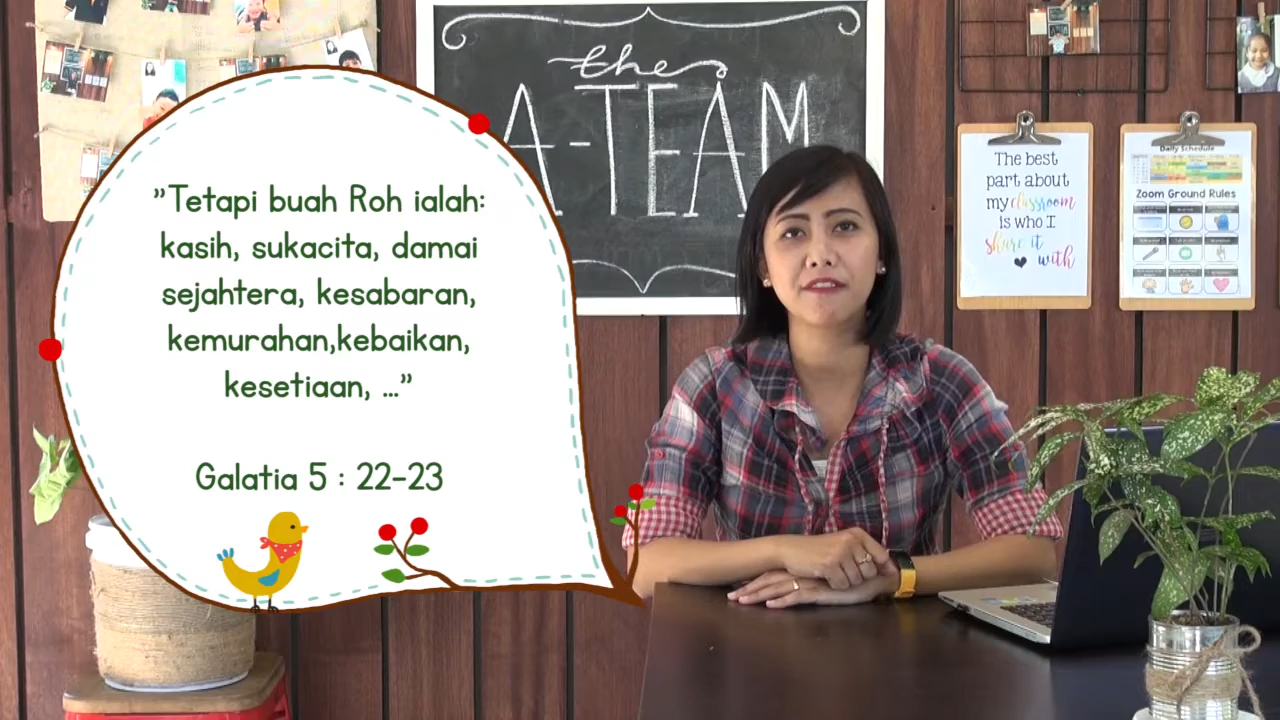 the
A-TEAM
"Tetapi buah Roh ialah:
kasih, sukacita, damai
sejahtera, kesabaran,
kemurahan,kebaikan,
kesetiaan, ..."
Galatia 5 : 22-23
The best
part about
my classroom
is who I
share it
with
Daily Schedule
Zoom Ground Rules